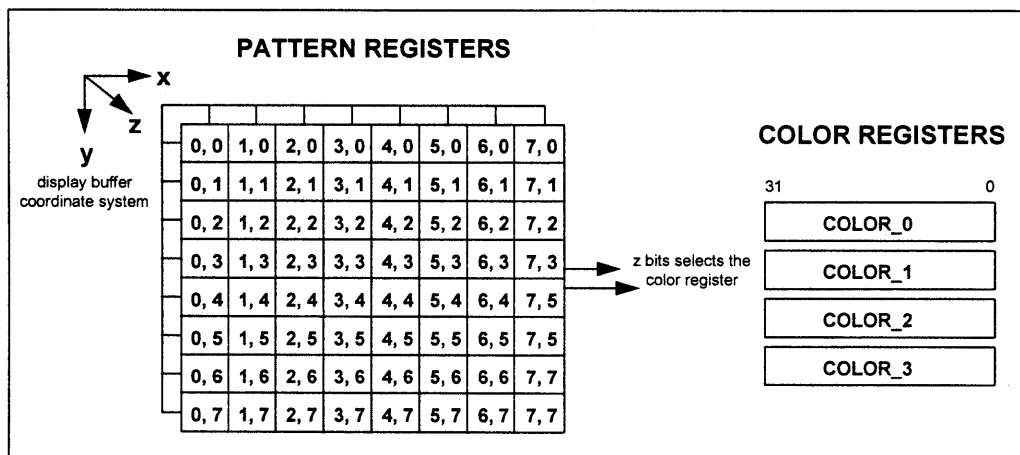 PATTERN REGISTERS
x
z
y
display buffer
coordinate system
0, 0 1, 0 2, 0 3, 0 4, 0 5, 0 6, 0 7, 0
0, 1 1, 1 2, 1 3, 1 4, 1 5, 1 6, 1 7, 1
0, 2 1, 2 2, 2 3, 2 4, 2 5, 2 6, 2 7, 2
0, 3 1, 3 2, 3 3, 3 4, 3 5, 3 6, 3 7, 3
0, 4 1, 4 2, 4 3, 4 4, 4 5, 4 6, 4 7, 5
0, 5 1, 5 2, 5 3, 5 4, 5 5, 5 6, 5 7, 5
0, 6 1, 6 2, 6 3, 6 4, 6 5, 6 6, 6 7, 7
0, 7 1, 7 2, 7 3, 7 4, 7 5, 7 6, 7 7, 7
z bits selects the
color register
COLOR REGISTERS
31 0
COLOR_0
COLOR_1
COLOR_2
COLOR_3